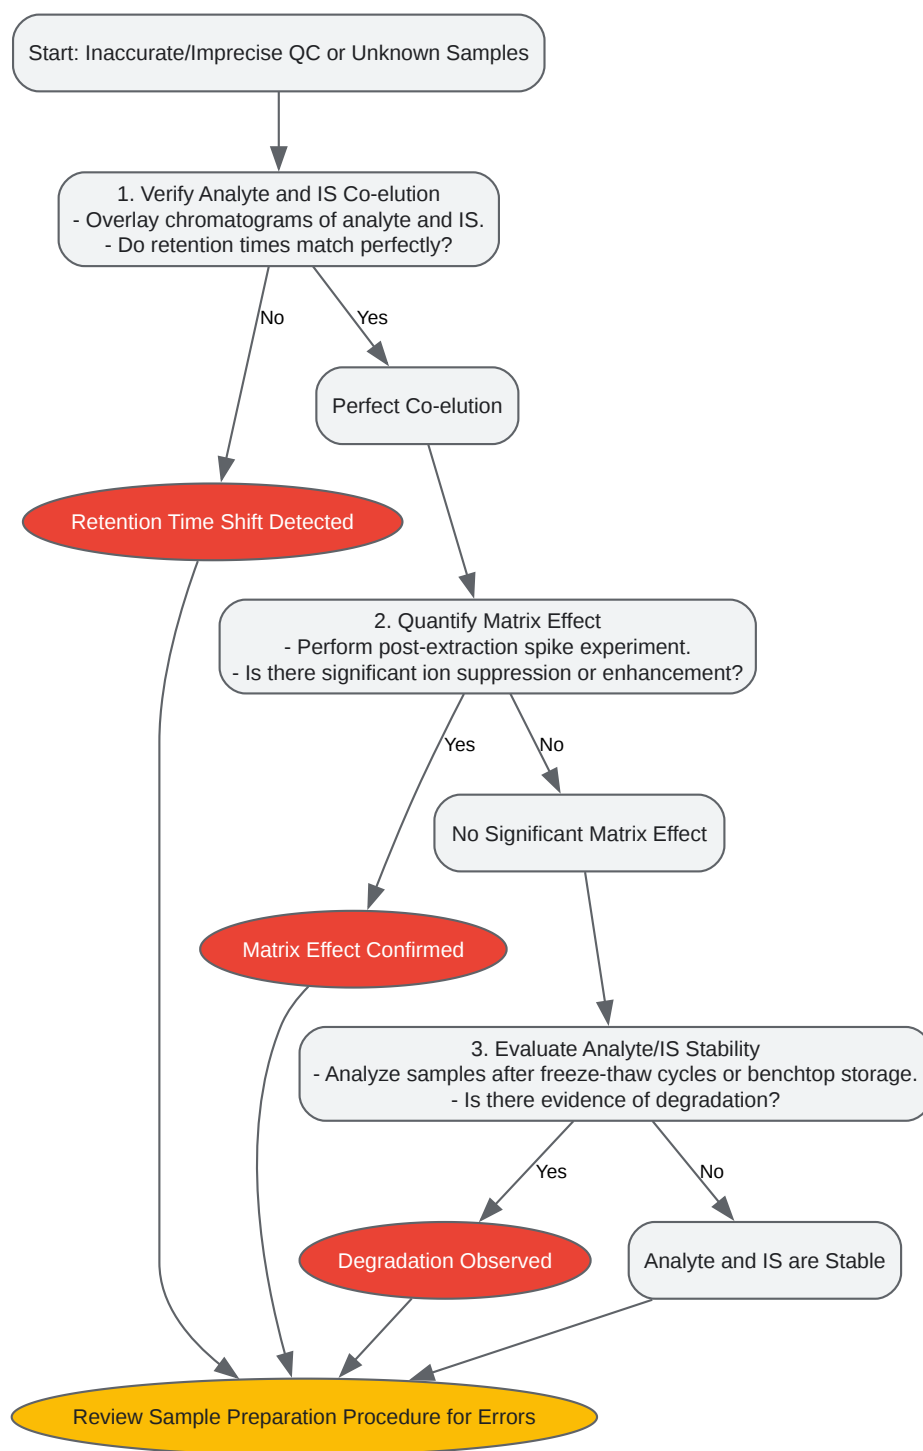 Start: Inaccurate/Imprecise QC or Unknown Samples
1. Verify Analyte and IS Co-elution
- Overlay chromatograms of analyte and IS.
- Do retention times match perfectly?
No
Yes
Perfect Co-elution
Retention Time Shift Detected
2. Quantify Matrix Effect
- Perform post-extraction spike experiment.
- Is there significant ion suppression or enhancement?
Yes
No
No Significant Matrix Effect
Matrix Effect Confirmed
3. Evaluate Analyte/IS Stability
- Analyze samples after freeze-thaw cycles or benchtop storage.
- Is there evidence of degradation?
Yes
No
Degradation Observed
Analyte and IS are Stable
Review Sample Preparation Procedure for Errors